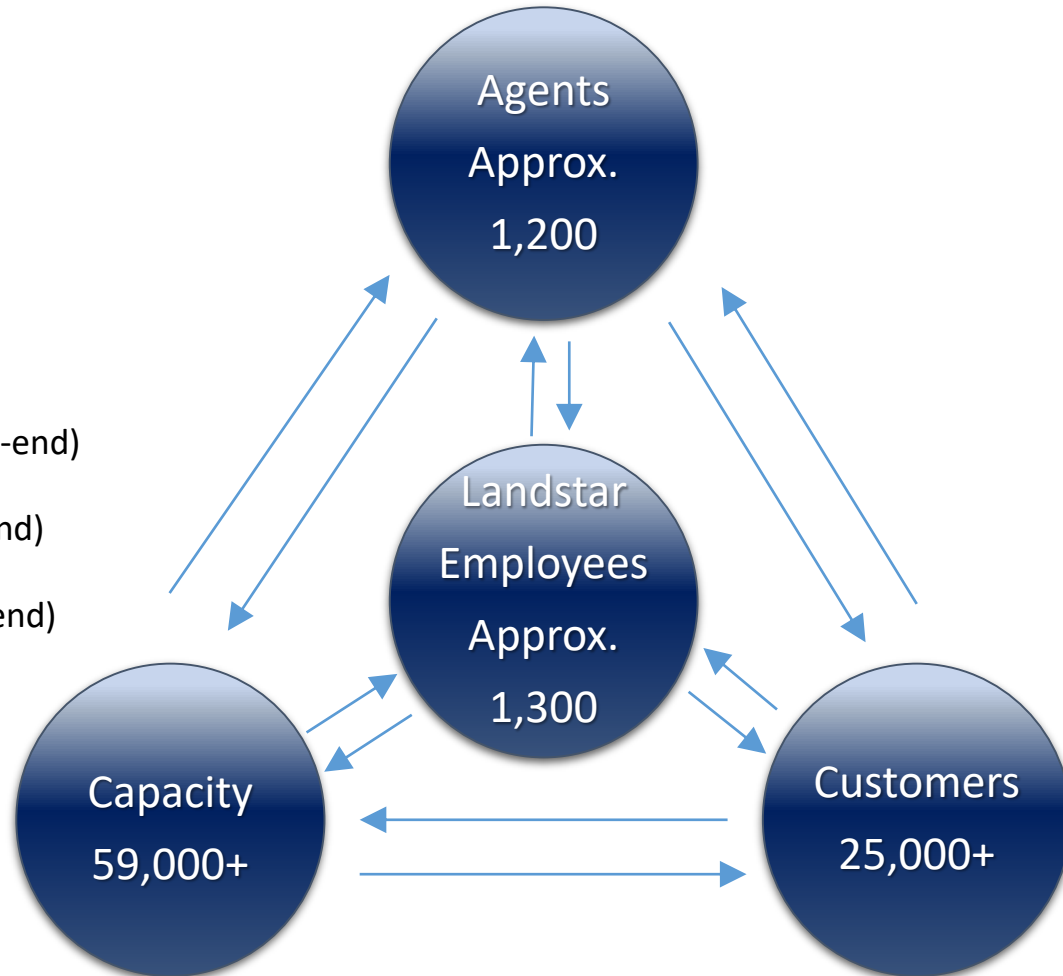 Agents
Approx.
1,200
-end)
nd)
end)
Landstar
Employees
Approx.
1,300
Capacity
59,000+
Customers
25,000+